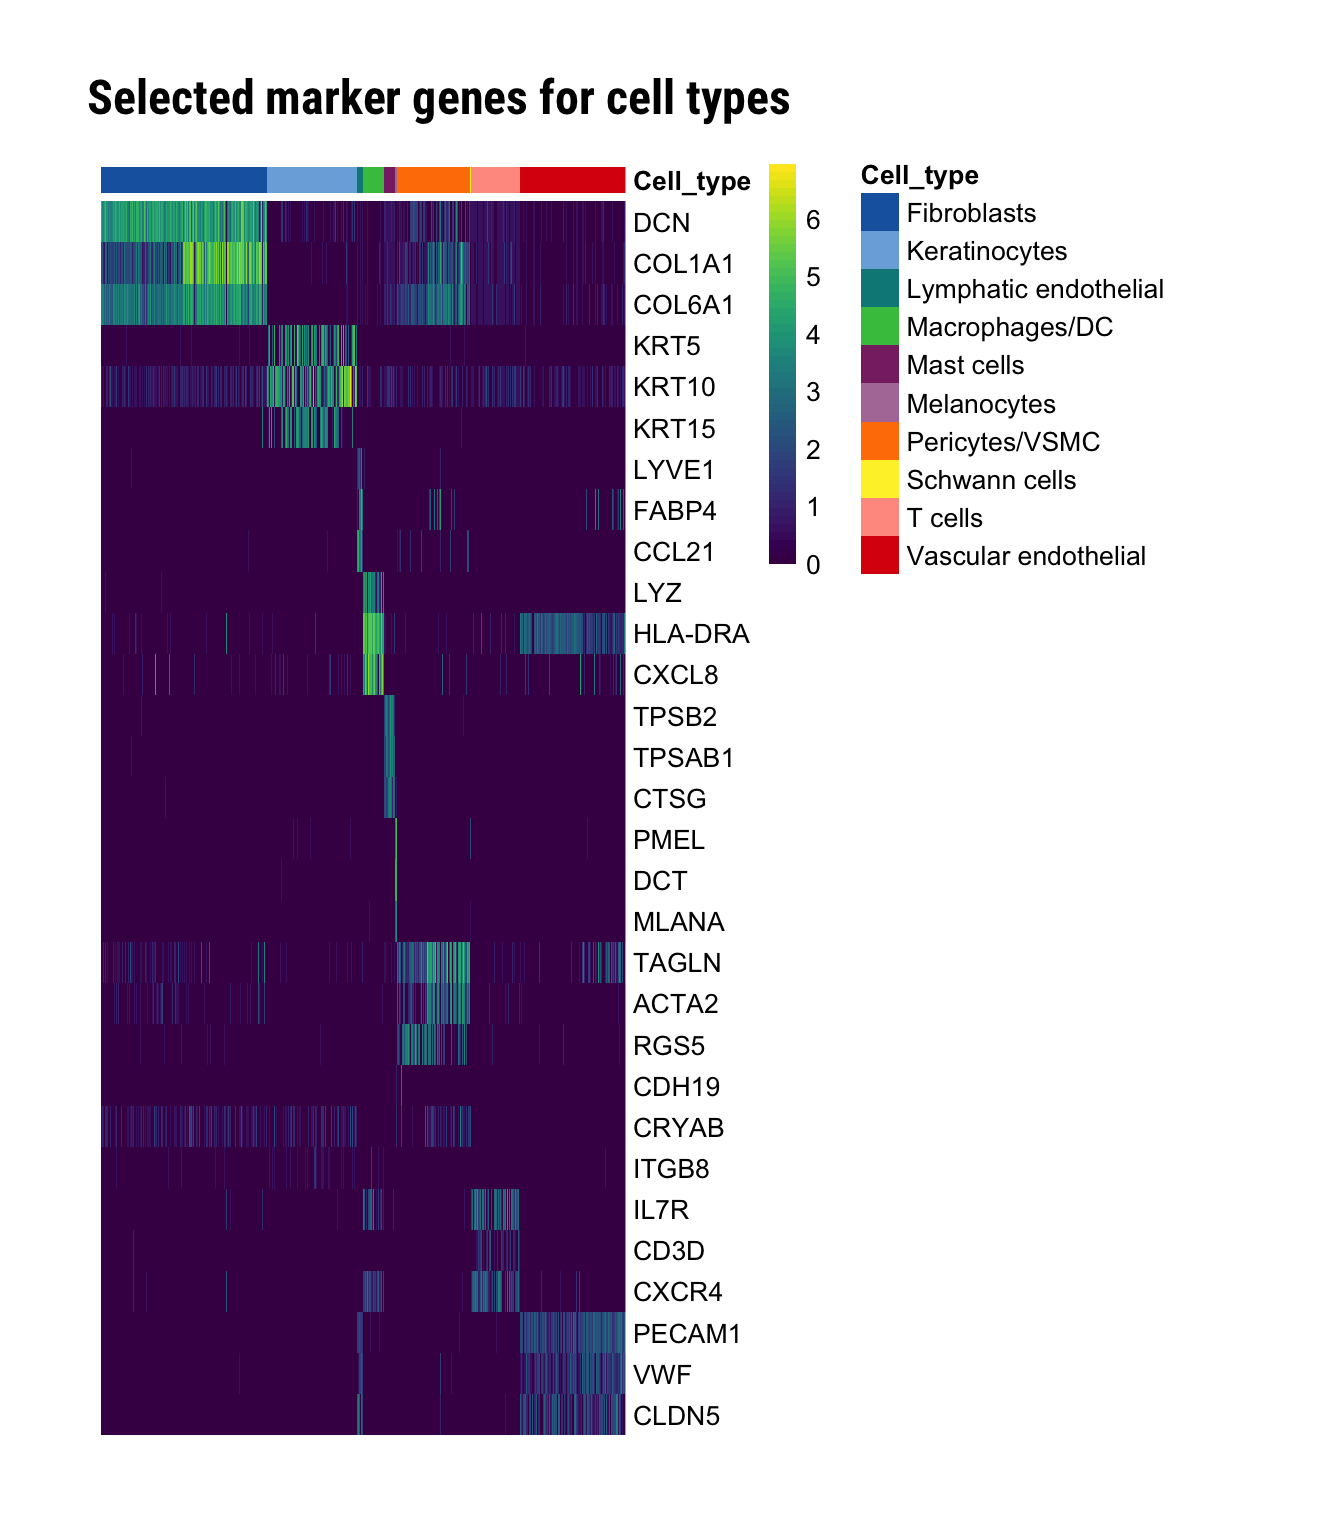 Selected marker genes for cell types
Cell_type
DCN
COL1A1
COL6A1
KRT5
KRT10
KRT15
LYVE1
FABP4
CCL21
LYZ
HLA-DRA
CXCL8
TPSB2
TPSAB1
CTSG
PMEL
DCT
MLANA
TAGLN
ACTA2
RGS5
CDH19
CRYAB
ITGB8
IL7R
CD3D
CXCR4
PECAM1
VWF
CLDN5
6
5
4
3
2
1
0
Cell_type
Fibroblasts
Keratinocytes
Lymphatic endothelial
Macrophages/DC
Mast cells
Melanocytes
Pericytes/VSMC
Schwann cells
T cells
Vascular endothelial